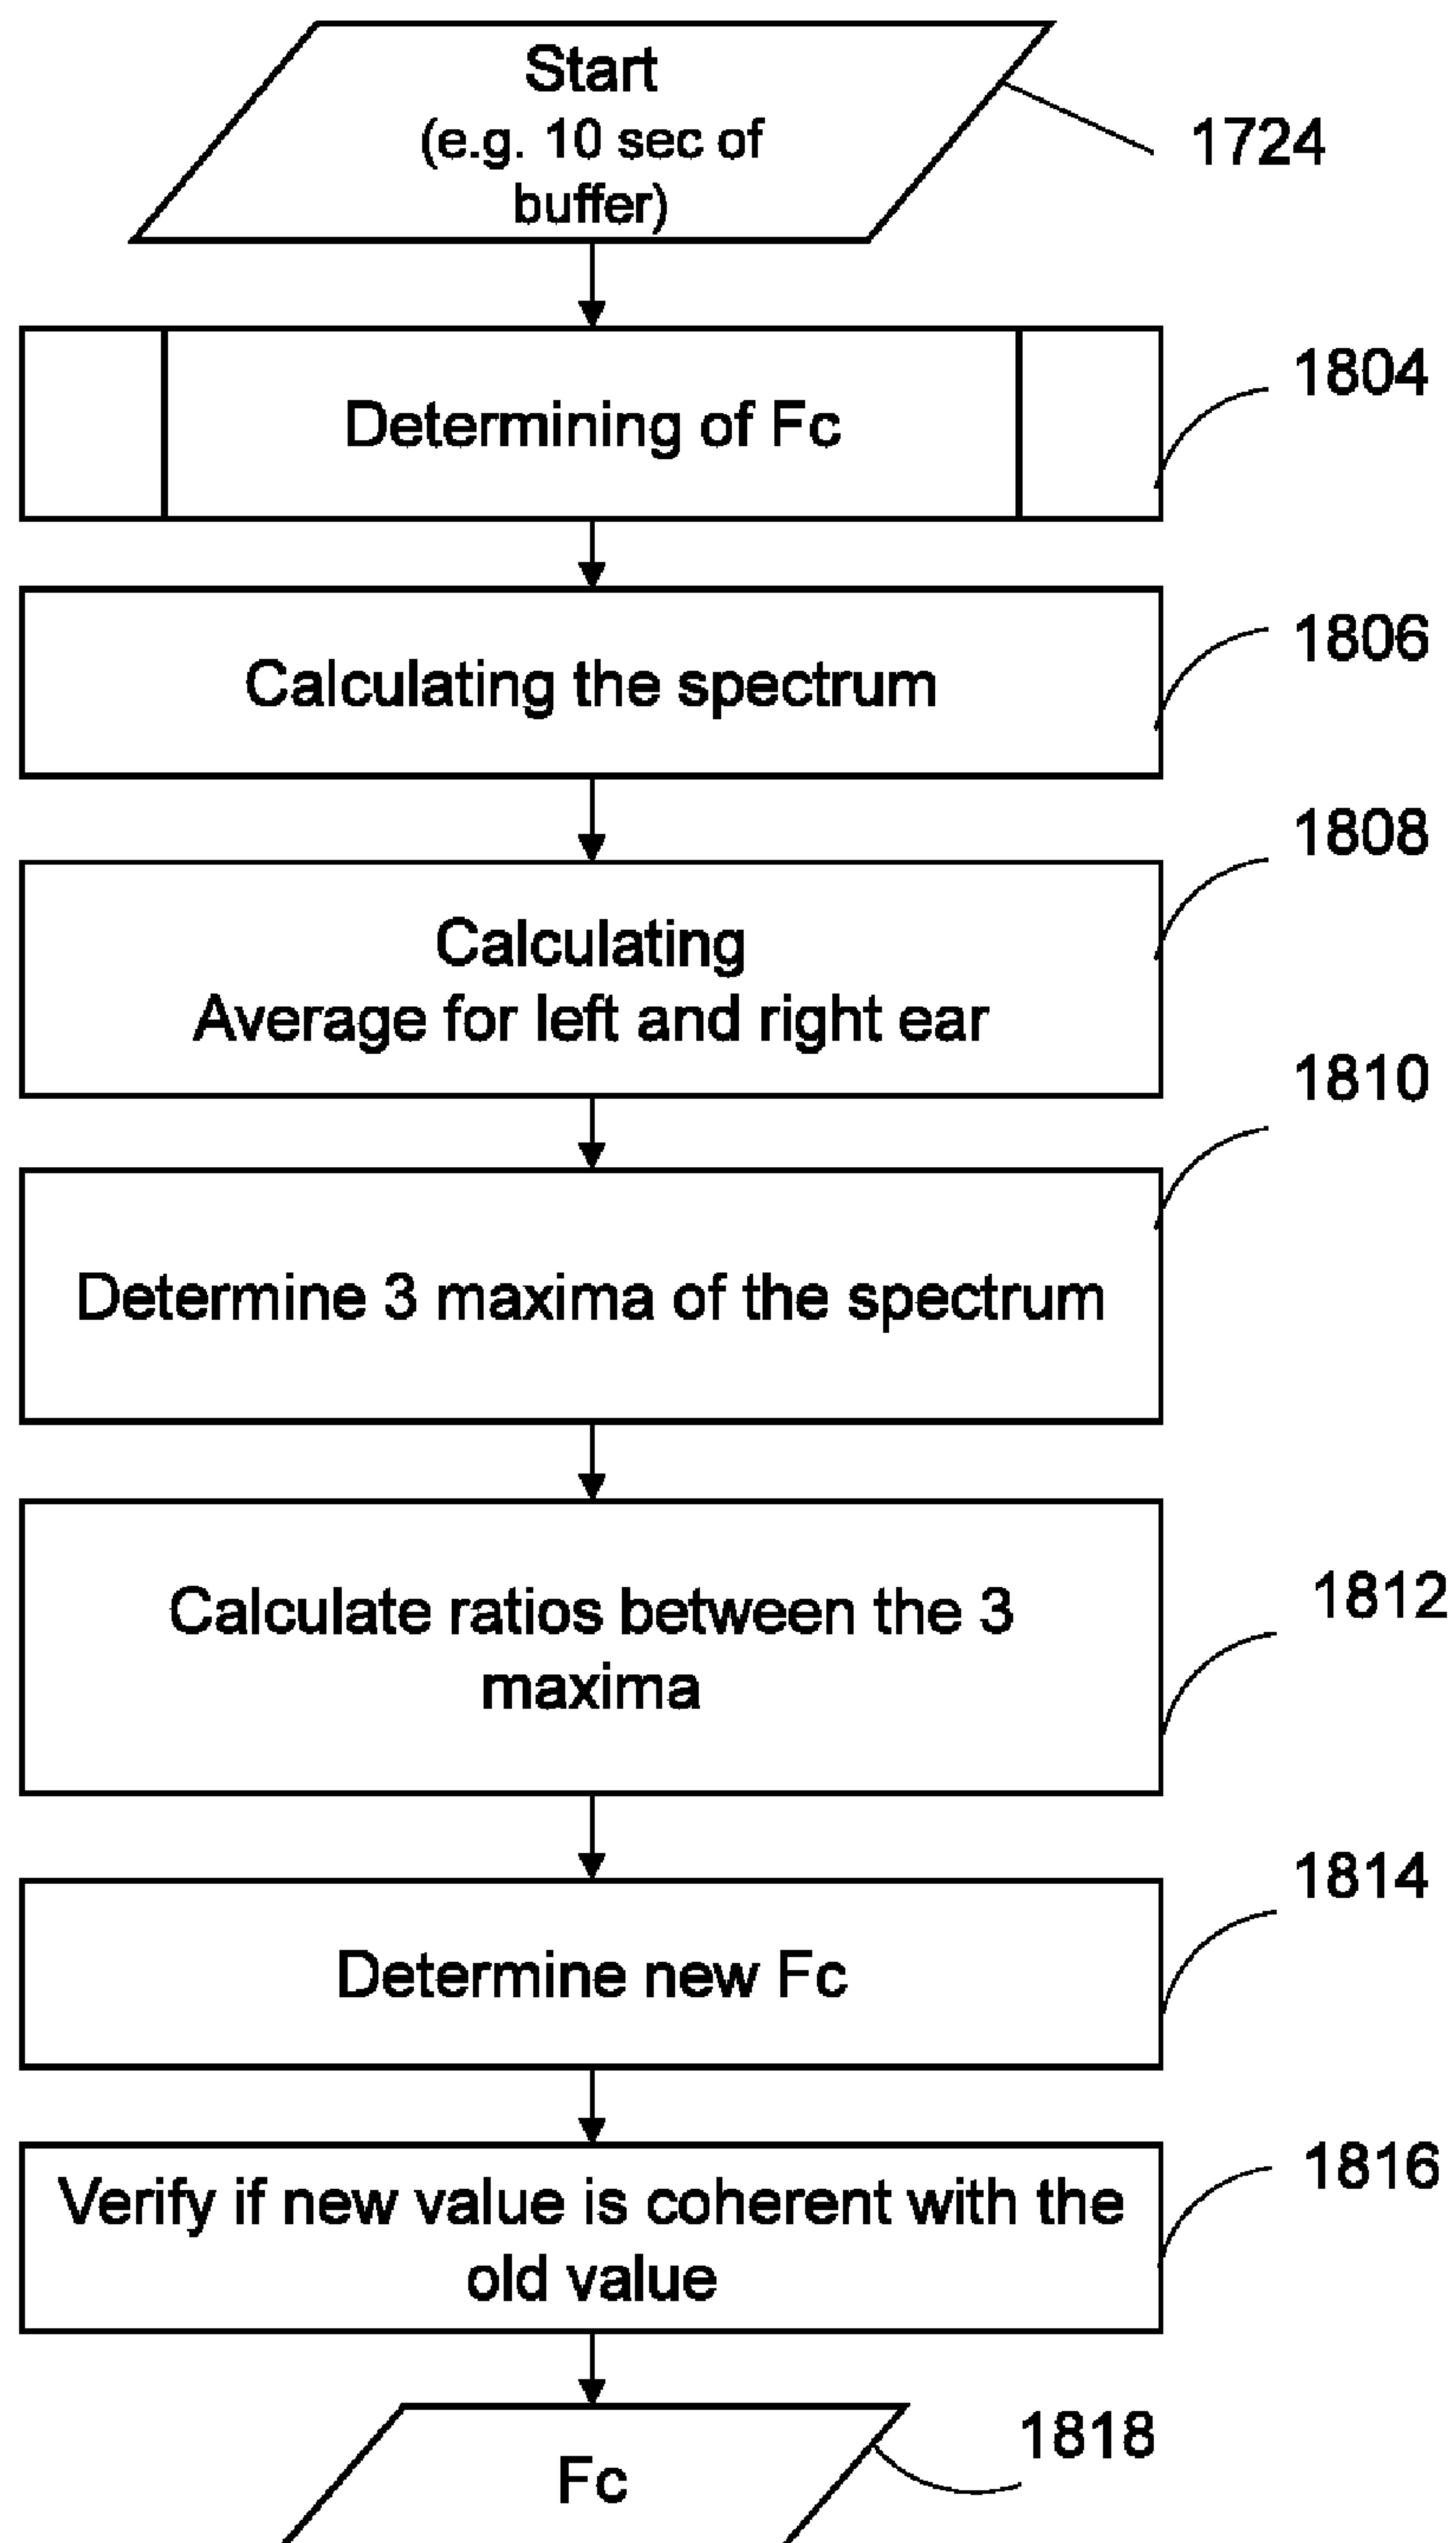 Start
(e.g. 10 sec of
buffer)
1724
Determining of Fc
1804
Calculating the spectrum
1806
Calculating
Average for left and right ear
1808
Determine 3 maxima of the spectrum
1810
Calculate ratios between the 3
maxima
1812
Determine new Fc
1814
Verify if new value is coherent with the
old value
1816
Fc
1818